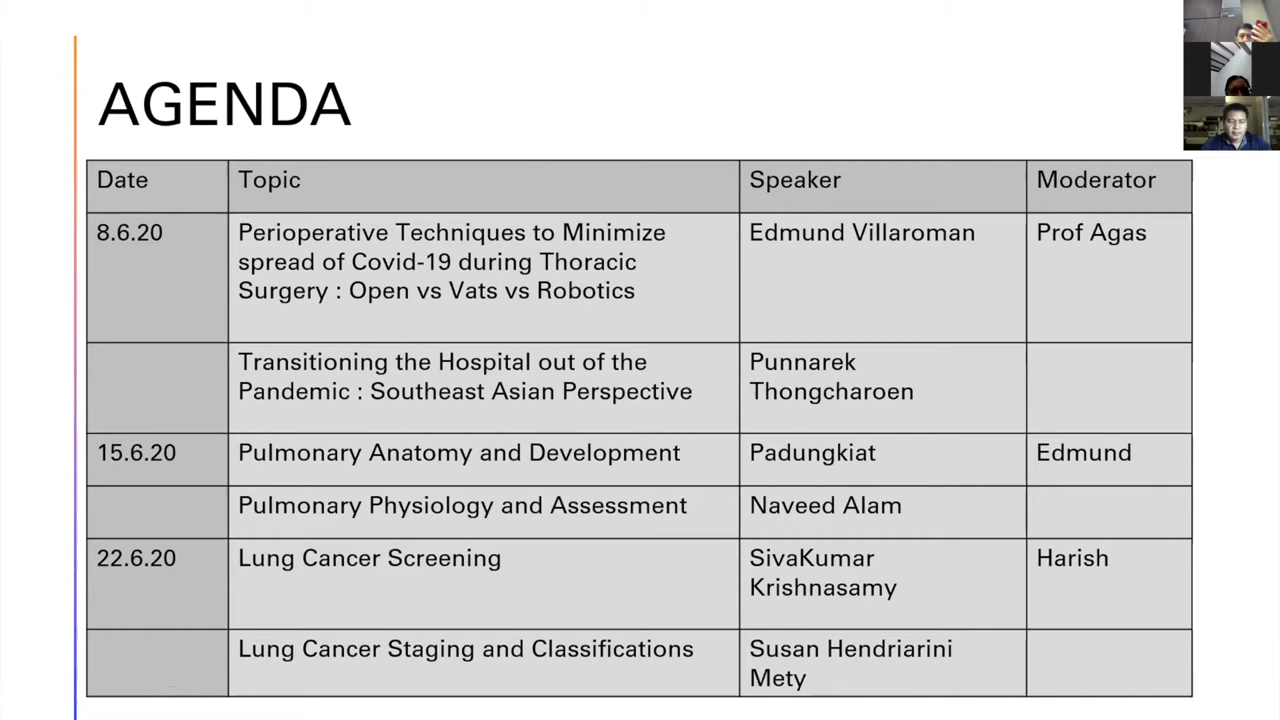 AGENDA
Date Topic Speaker Moderator
8.6.20 Perioperative Techniques to Minimize Edmund Villaroman Prof Agas
spread of Covid-19 during Thoracic
Surgery : Open vs Vats vs Robotics
Transitioning the Hospital out of the Punnarek
Pandemic : Southeast Asian Perspective Thongcharoen
15.6.20 Pulmonary Anatomy and Development Padungkiat Edmund
Pulmonary Physiology and Assessment Naveed Alam
22.6.20 Lung Cancer Screening SivaKumar Harish
Krishnasamy
Lung Cancer Staging and Classifications Susan Hendriarini
Mety